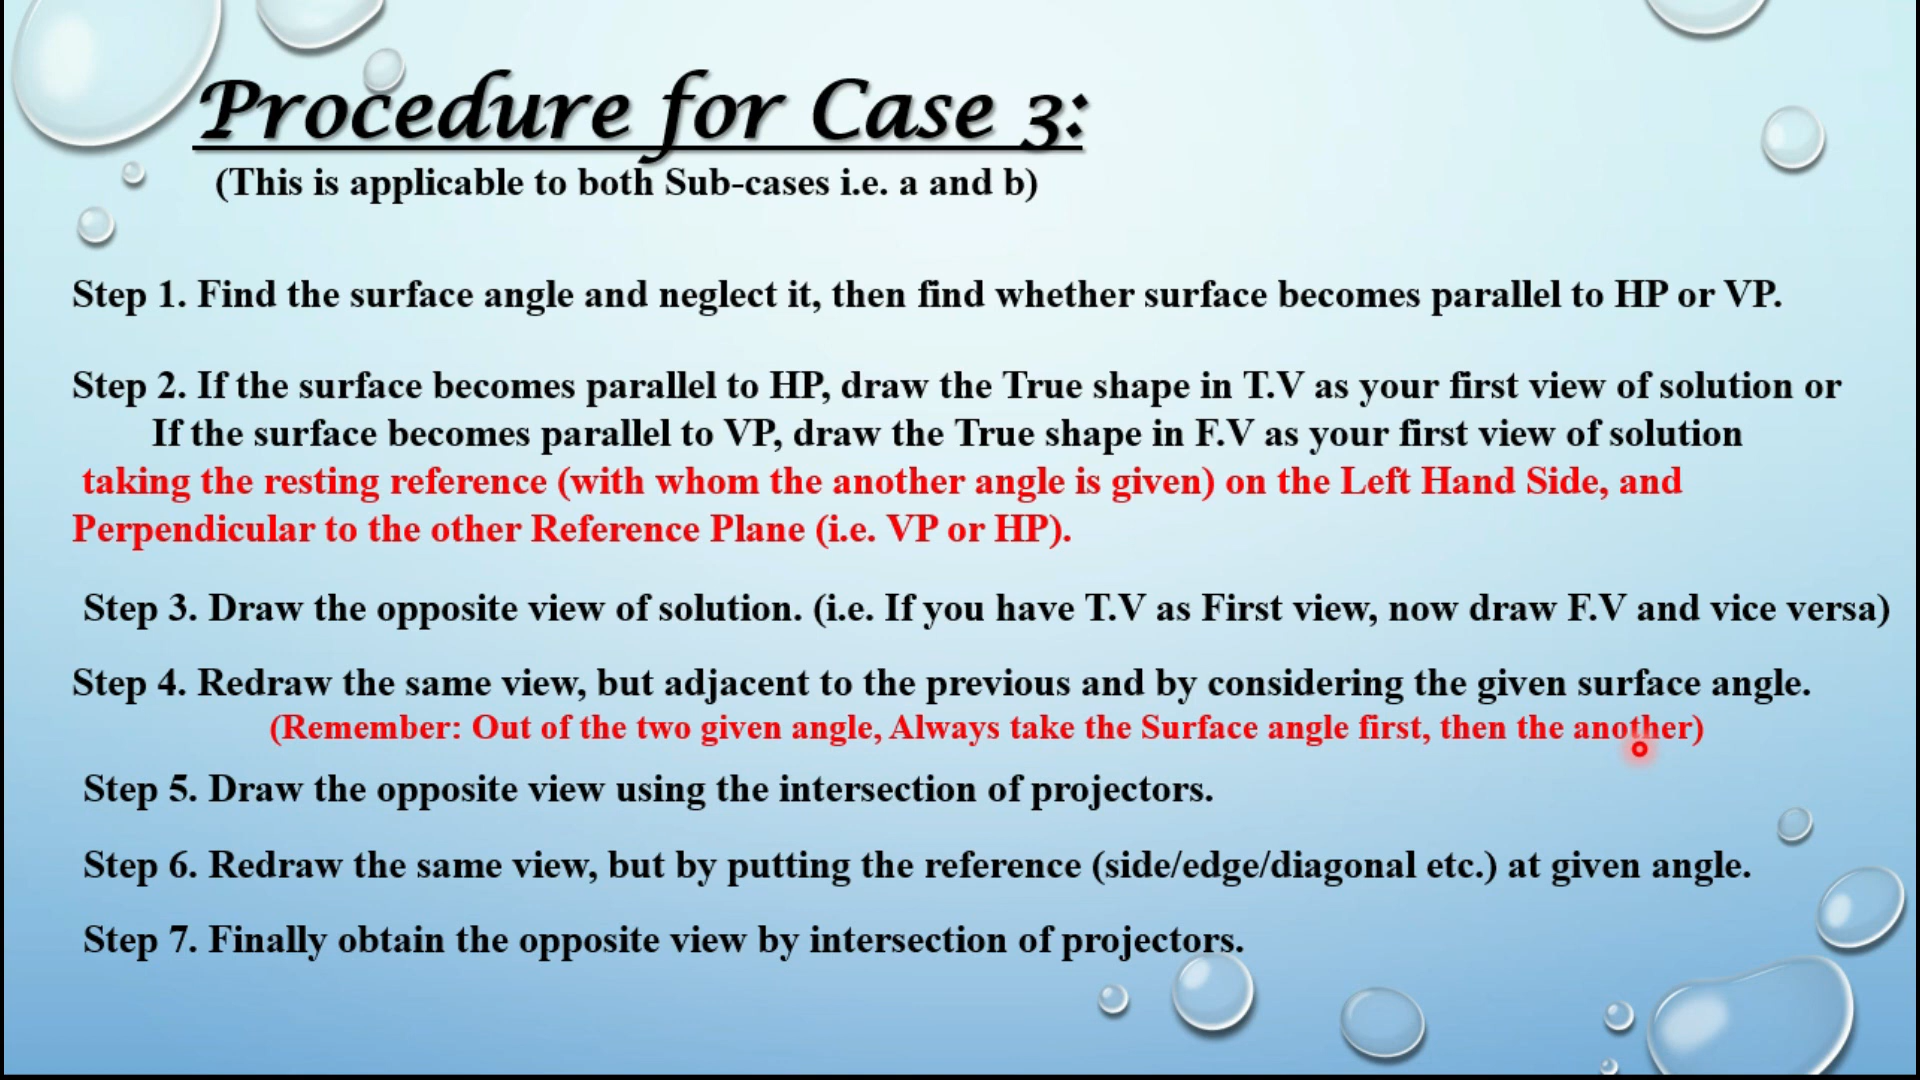 Procedure for Case 3:
(This is applicable to both Sub-cases i.e. a and b)
Step 1. Find the surface angle and neglect it, then find whether surface becomes parallel to HP or VP.
Step 2. If the surface becomes parallel to HP, draw the True shape in T.V as your first view of solution or
If the surface becomes parallel to VP, draw the True shape in F.V as your first view of solution
taking the resting reference (with whom the another angle is given) on the Left Hand Side, and
Perpendicular to the other Reference Plane (i.e. VP or HP).
Step 3. Draw the opposite view of solution. (i.e. If you have T.V as First view, now draw F.V and vice versa)
Step 4. Redraw the same view, but adjacent to the previous and by considering the given surface angle.
(Remember: Out of the two given angle, Always take the Surface angle first, then the another)
Step 5. Draw the opposite view using the intersection of projectors.
Step 6. Redraw the same view, but by putting the reference (side/edge/diagonal etc.) at given angle.
Step 7. Finally obtain the opposite view by intersection of projectors.